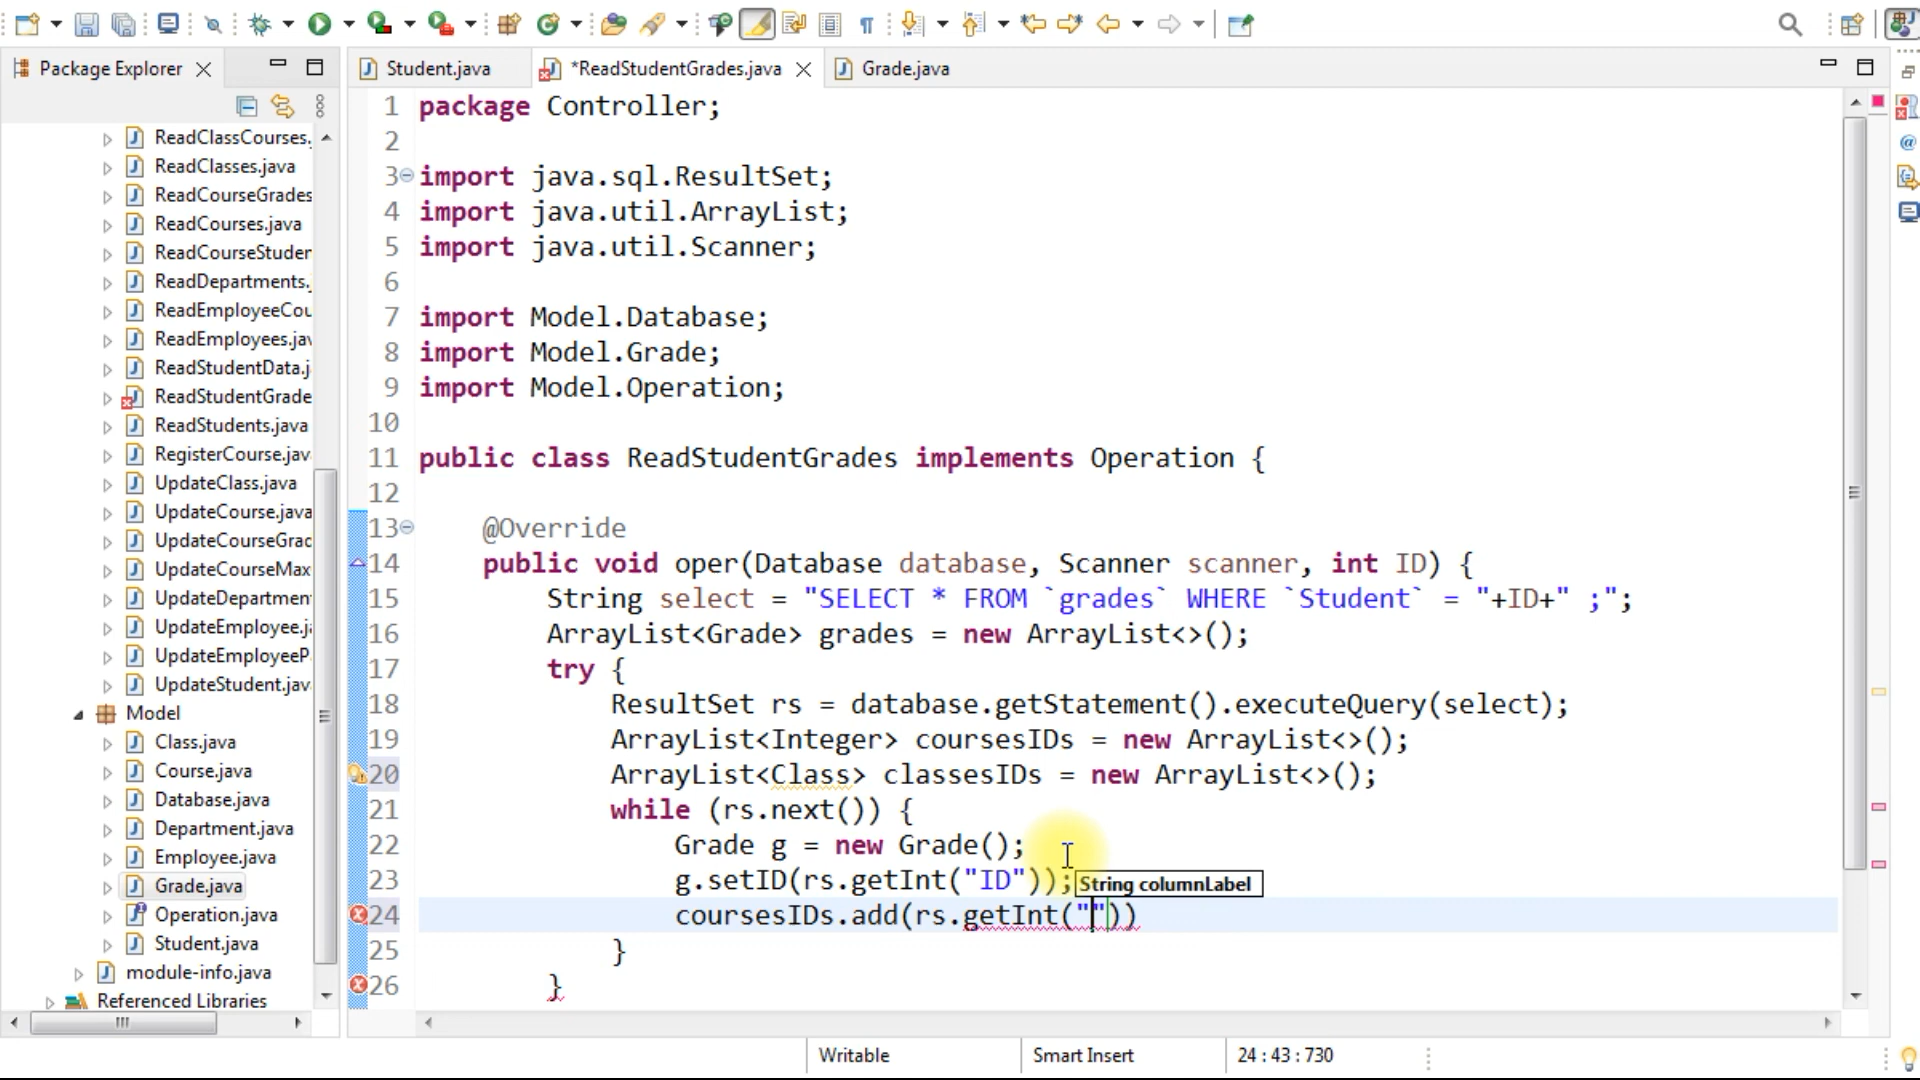 Package Explorer
Student.java
*ReadStudentGrades.java
Grade.java
ReadClassCourses.
ReadClasses.java
ReadCourseGrades
ReadCourses.java
ReadCourseStuder
ReadDepartments.j
ReadEmployeeCou
ReadEmployees.jav
ReadStudentData.j
ReadStudentGrade
ReadStudents.java
RegisterCourse.jav
UpdateClass.java
UpdateCourse.java
UpdateCourseGrad
UpdateCourseMax
UpdateDepartmen
UpdateEmployee.ja
UpdateEmployeeP
UpdateStudent.jav
Model
Class.java
Course.java
Database.java
Department.java
Employee.java
Grade.java
Operation.java
Student.java
module-info.java
Referenced Libraries
1 package Controller;
2
3 import java.sql.ResultSet;
4 import java.util.ArrayList;
5 import java.util.Scanner;
6
7 import Model.Database;
8 import Model.Grade;
9 import Model.Operation;
10
11 public class ReadStudentGrades implements Operation {
12
13 @Override
14 public void oper(Database database, Scanner scanner, int ID) {
15 String select = "SELECT * FROM `grades` WHERE `Student` = "+ID+" ;";
16 ArrayList<Grade> grades = new ArrayList<>();
17 try {
18 ResultSet rs = database.getStatement().executeQuery(select);
19 ArrayList<Integer> coursesIDs = new ArrayList<>();
20 ArrayList<Class> classesIDs = new ArrayList<>();
21 while (rs.next()) {
22 Grade g = new Grade();
23 g.setID(rs.getInt("ID"));
String columnLabel
24 coursesIDs.add(rs.getInt(""))
25 }
26 }
Writable
Smart Insert
24 : 43 : 730